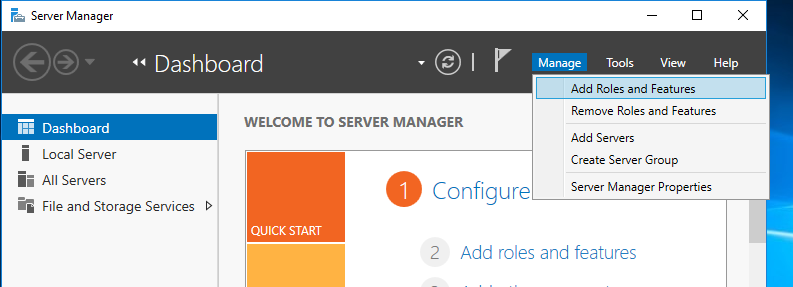 Server Manager
Dashboard
Manage Tools View Help
Add Roles and Features
Remove Roles and Features
Add Servers
Create Server Group
Server Manager Properties
Dashboard
Local Server
All Servers
File and Storage Services
WELCOME TO SERVER MANAGER
QUICK START
1 Configure
2 Add roles and features